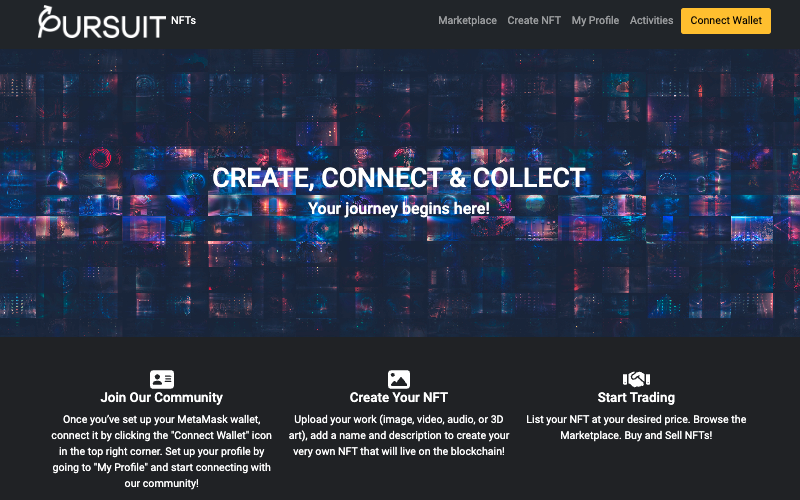 PURSUIT NFTs
Marketplace Create NFT My Profile Activities Connect Wallet
CREATE, CONNECT & COLLECT
Your journey begins here!
Join Our Community
Once you've set up your MetaMask wallet,
connect it by clicking the "Connect Wallet" icon
in the top right corner. Set up your profile by
going to "My Profile" and start connecting with
our community!
Create Your NFT
Upload your work (image, video, audio, or 3D
art), add a name and description to create your
very own NFT that will live on the blockchain!
Start Trading
List your NFT at your desired price. Browse the
Marketplace. Buy and Sell NFTs!